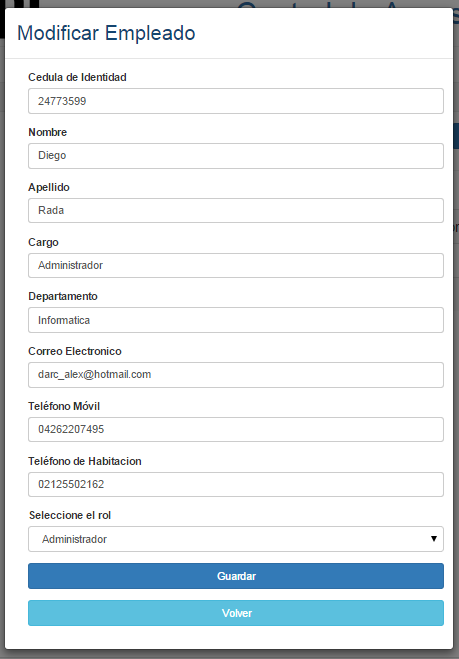 Modificar Empleado
Cedula de Identidad
24773599
Nombre
Diego
Apellido
Rada
Cargo
Administrador
Departamento
Informatica
Correo Electronico
darc_alex@hotmail.com
Teléfono Móvil
04262207495
Teléfono de Habitacion
02125502162
Seleccione el rol
Administrador
Guardar
Volver